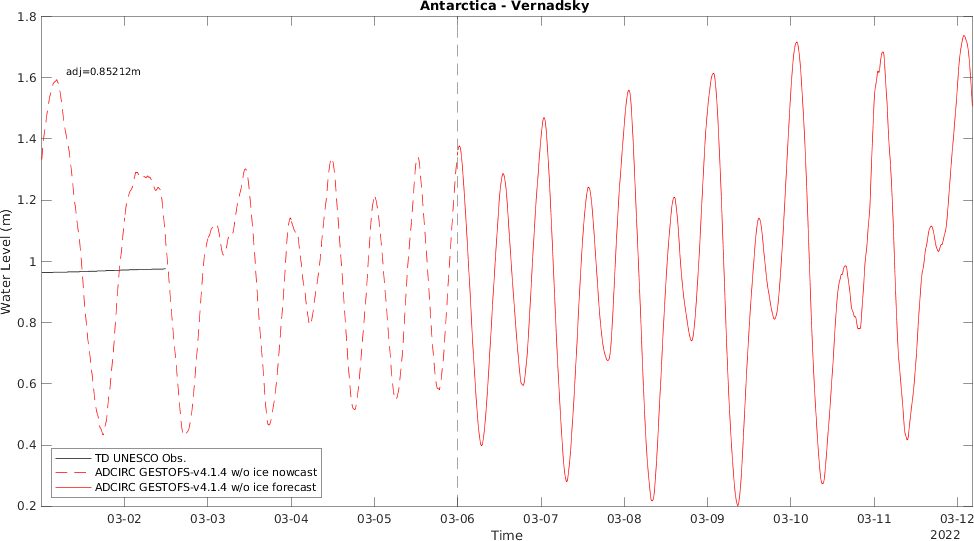 Antarctica - Vernadsky
adj=0.85212m
Water Level (m)
1.8
1.6
1.4
1.2
1
0.8
0.6
0.4
0.2
TD UNESCO Obs.
ADCIRC GESTOFS-v4.1.4 w/o ice nowcast
ADCIRC GESTOFS-v4.1.4 w/o ice forecast
03-02 03-03 03-04 03-05 03-06 03-07 03-08 03-09 03-10 03-11 03-12
Time
2022